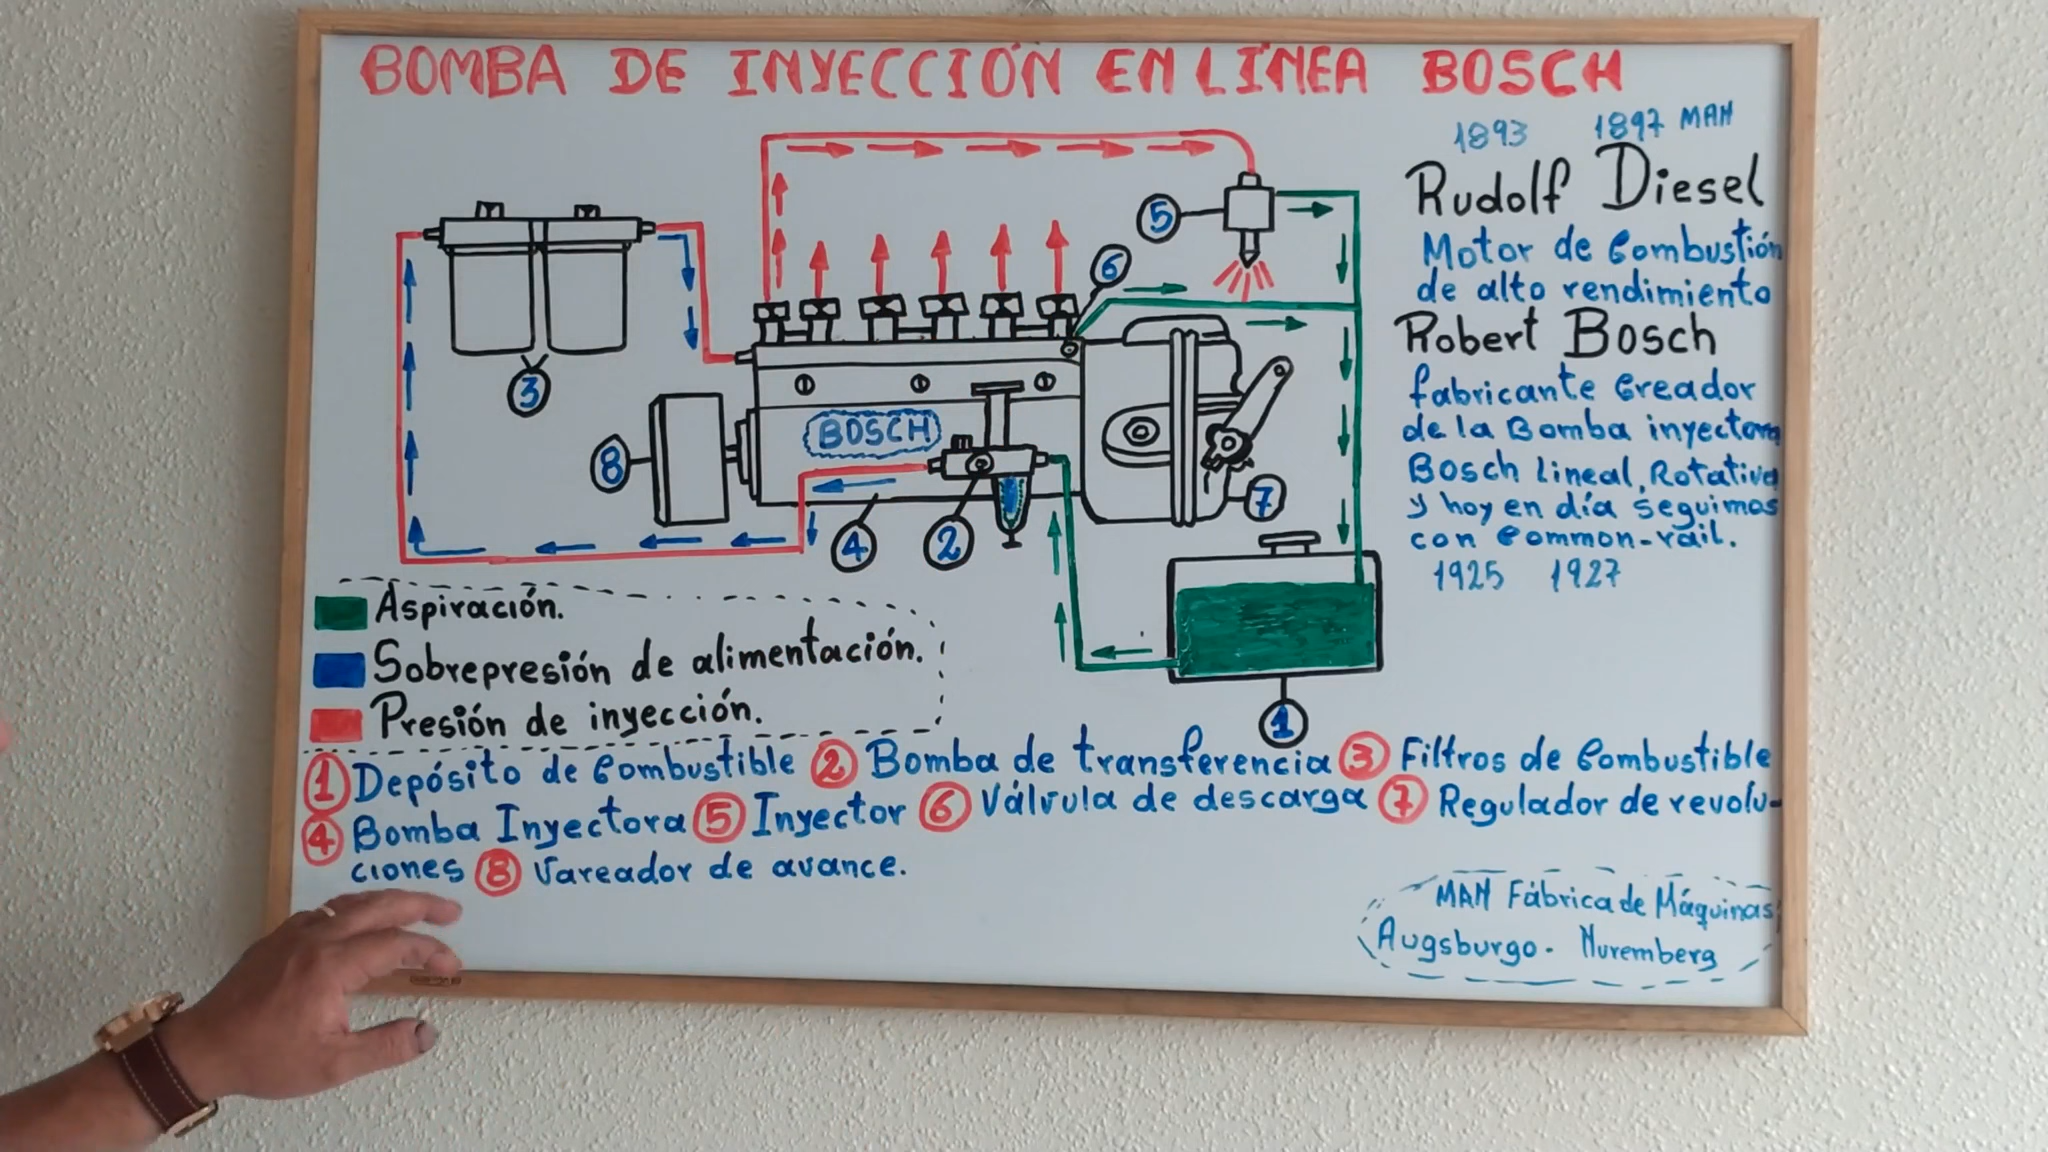 BOMBA DE INYECCIÓN EN LÍNEA BOSCH
1893 1897 MAN
Rudolf Diesel
Motor de Combustión
de alto rendimiento
Robert Bosch
fabricante Creador
de la Bomba inyectora
Bosch Lineal, Rotativa
y hoy en día seguimos
con Common-rail.
1925 1927
5
6
3
BOSCH
8
7
4
2
1
Aspiración.
Sobrepresión de alimentación.
Presión de inyección.
1 Depósito de Combustible 2 Bomba de transferencia 3 Filtros de Combustible
4 Bomba Inyectora 5 Inyector 6 Válvula de descarga 7 Regulador de revolu-
ciones 8 Vareador de avance.
MAN Fábrica de Máquinas
Augsburgo - Nuremberg